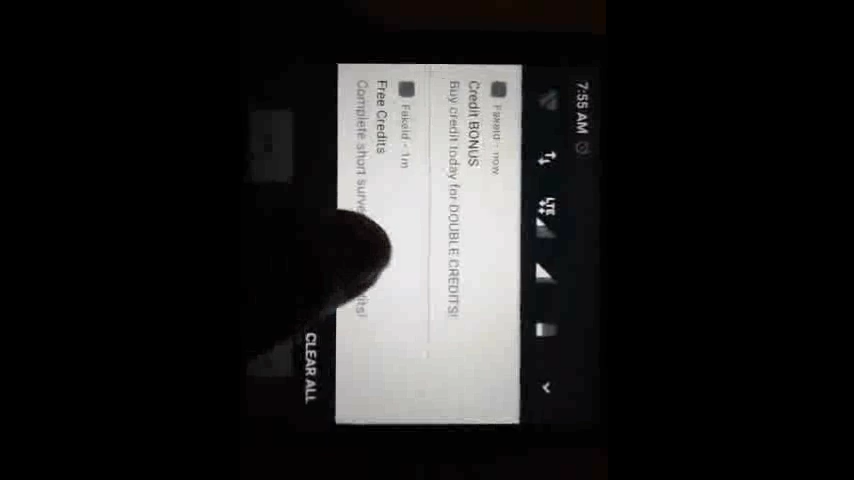 7:55 AM
LTE
Fakeid - now
Credit BONUS
Buy credit today for DOUBLE CREDITS!
Fakeid - 1m
Free Credits
Complete short
CLEAR ALL